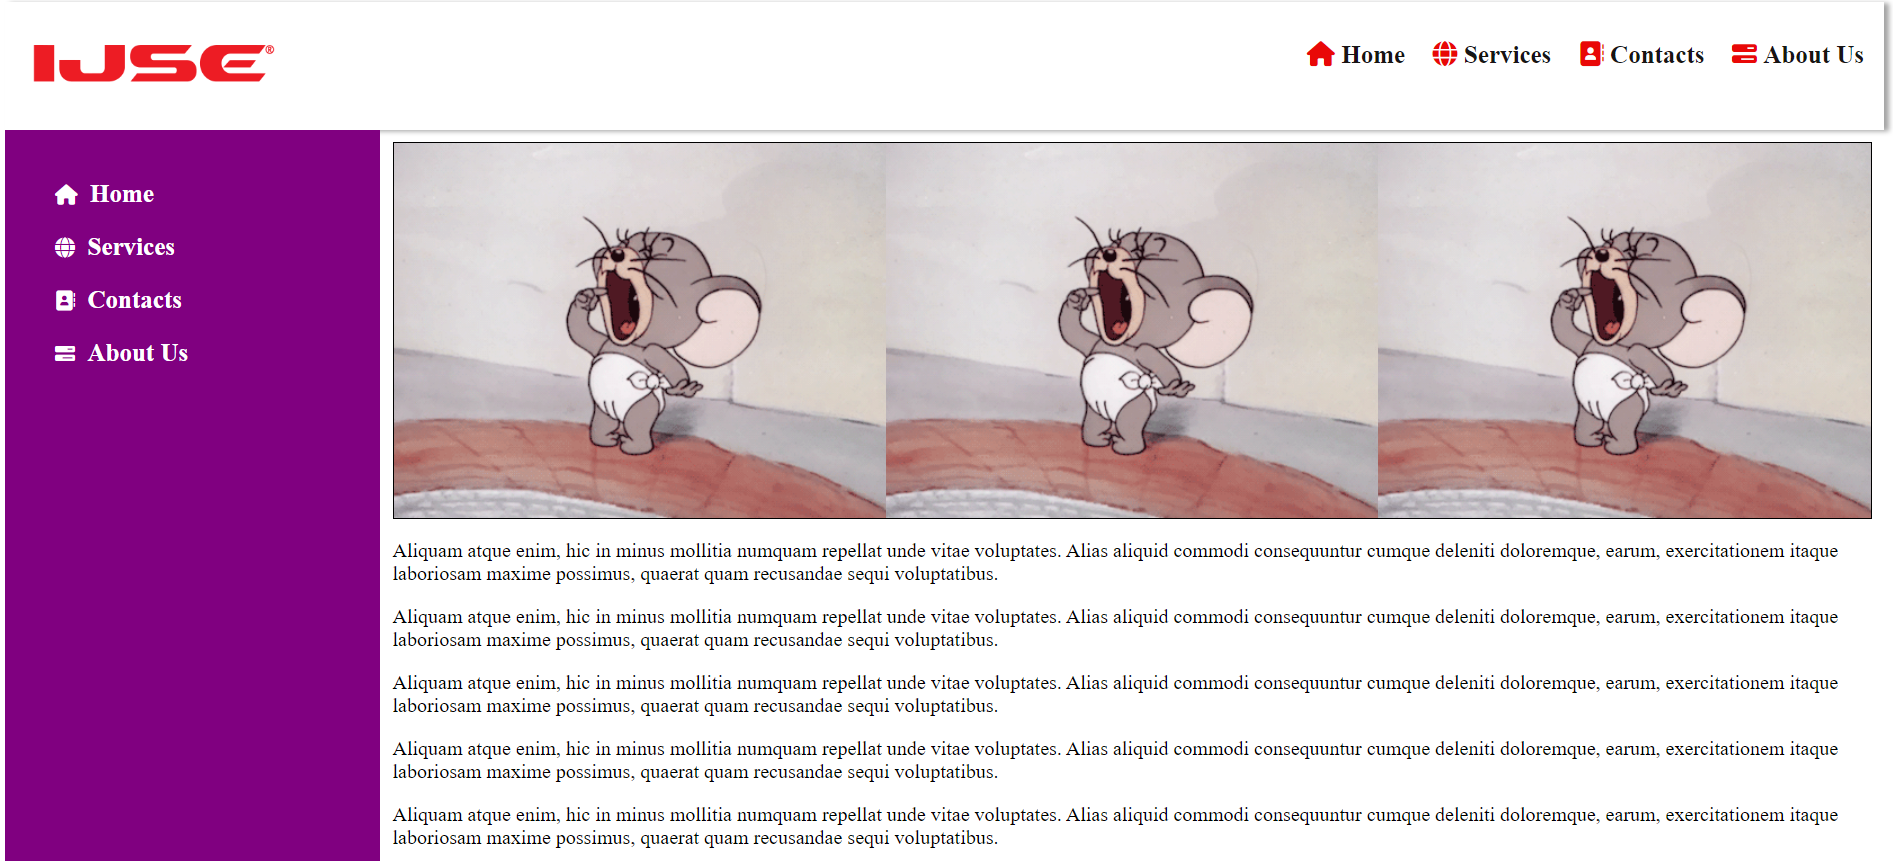 IJSE®
Home Services Contacts About Us
Home
Services
Contacts
About Us
Aliquam atque enim, hic in minus mollitia numquam repellat unde vitae voluptates. Alias aliquid commodi consequuntur cumque deleniti doloremque, earum, exercitationem itaque
laboriosam maxime possimus, quaerat quam recusandae sequi voluptatibus.
Aliquam atque enim, hic in minus mollitia numquam repellat unde vitae voluptates. Alias aliquid commodi consequuntur cumque deleniti doloremque, earum, exercitationem itaque
laboriosam maxime possimus, quaerat quam recusandae sequi voluptatibus.
Aliquam atque enim, hic in minus mollitia numquam repellat unde vitae voluptates. Alias aliquid commodi consequuntur cumque deleniti doloremque, earum, exercitationem itaque
laboriosam maxime possimus, quaerat quam recusandae sequi voluptatibus.
Aliquam atque enim, hic in minus mollitia numquam repellat unde vitae voluptates. Alias aliquid commodi consequuntur cumque deleniti doloremque, earum, exercitationem itaque
laboriosam maxime possimus, quaerat quam recusandae sequi voluptatibus.
Aliquam atque enim, hic in minus mollitia numquam repellat unde vitae voluptates. Alias aliquid commodi consequuntur cumque deleniti doloremque, earum, exercitationem itaque
laboriosam maxime possimus, quaerat quam recusandae sequi voluptatibus.